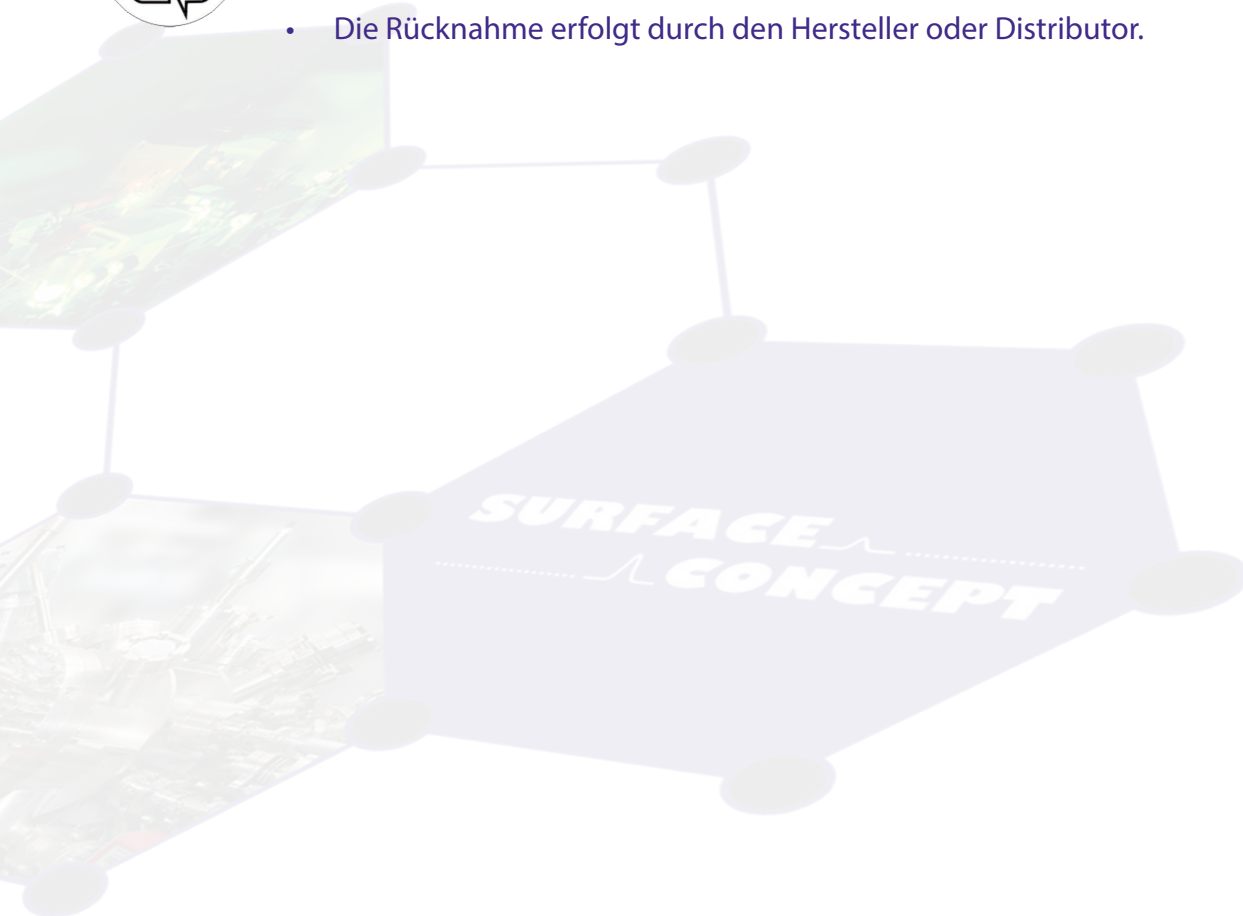 • Die Rücknahme erfolgt durch den Hersteller oder Distributor.
SURFACE
CONCEPT